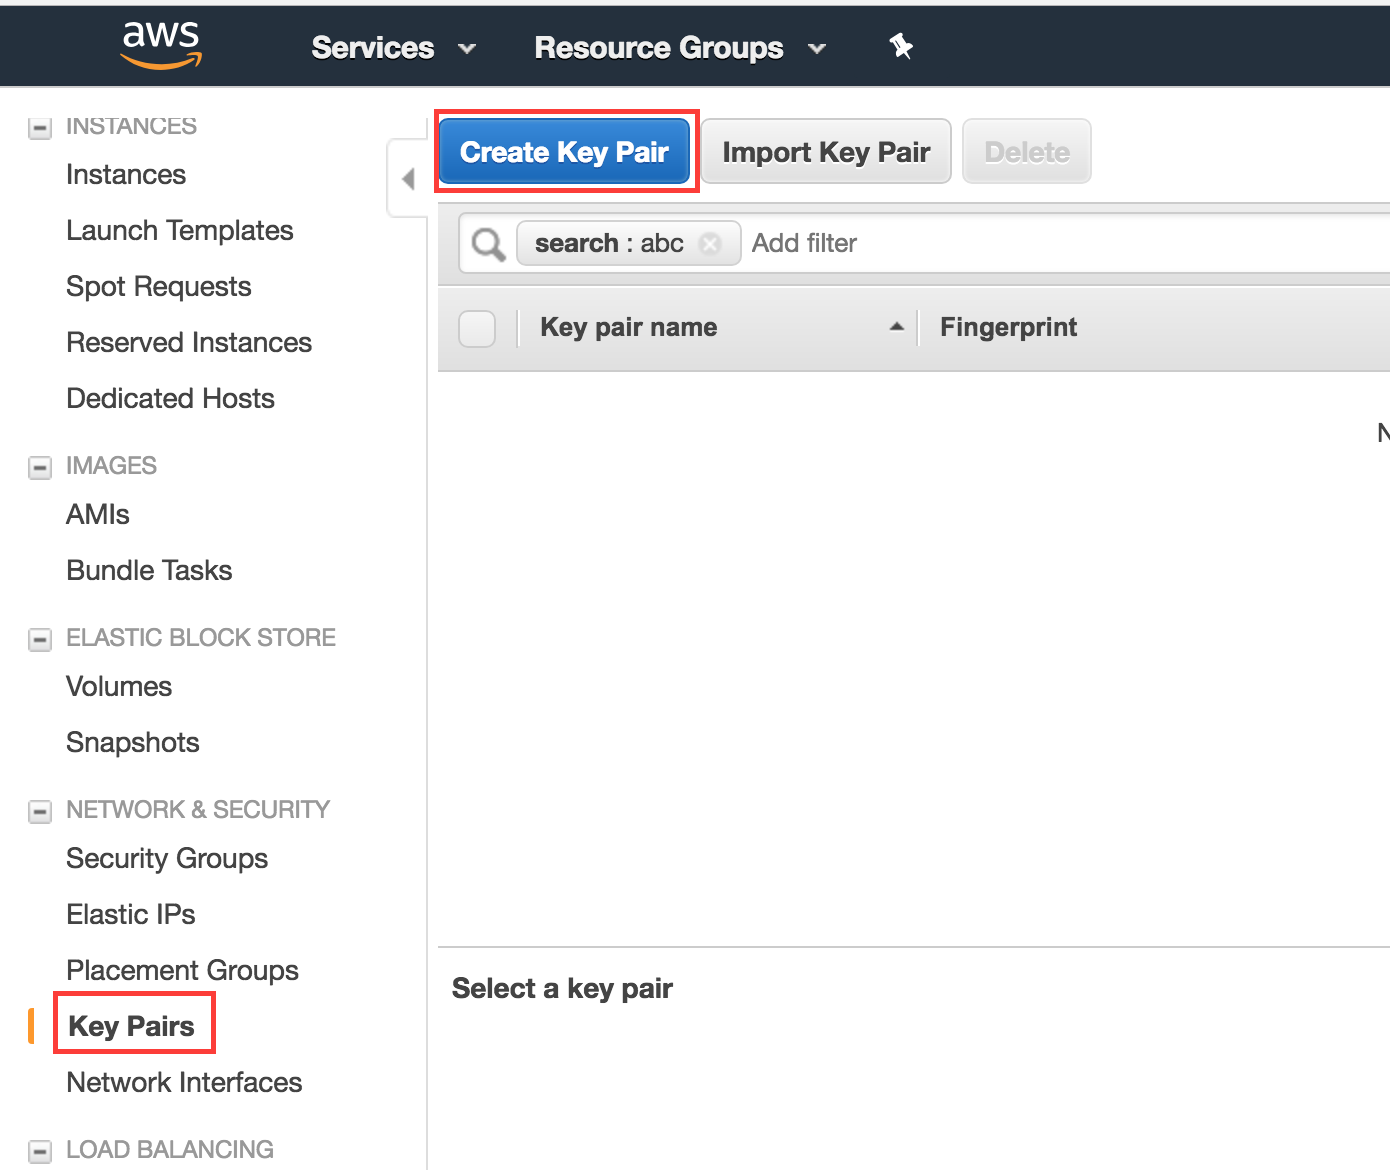 aws Services Resource Groups
INSTANCES
Instances
Launch Templates
Spot Requests
Reserved Instances
Dedicated Hosts
IMAGES
AMIs
Bundle Tasks
ELASTIC BLOCK STORE
Volumes
Snapshots
NETWORK & SECURITY
Security Groups
Elastic IPs
Placement Groups
Key Pairs
Network Interfaces
LOAD BALANCING
Create Key Pair Import Key Pair Delete
search : abc Add filter
Key pair name Fingerprint
Select a key pair